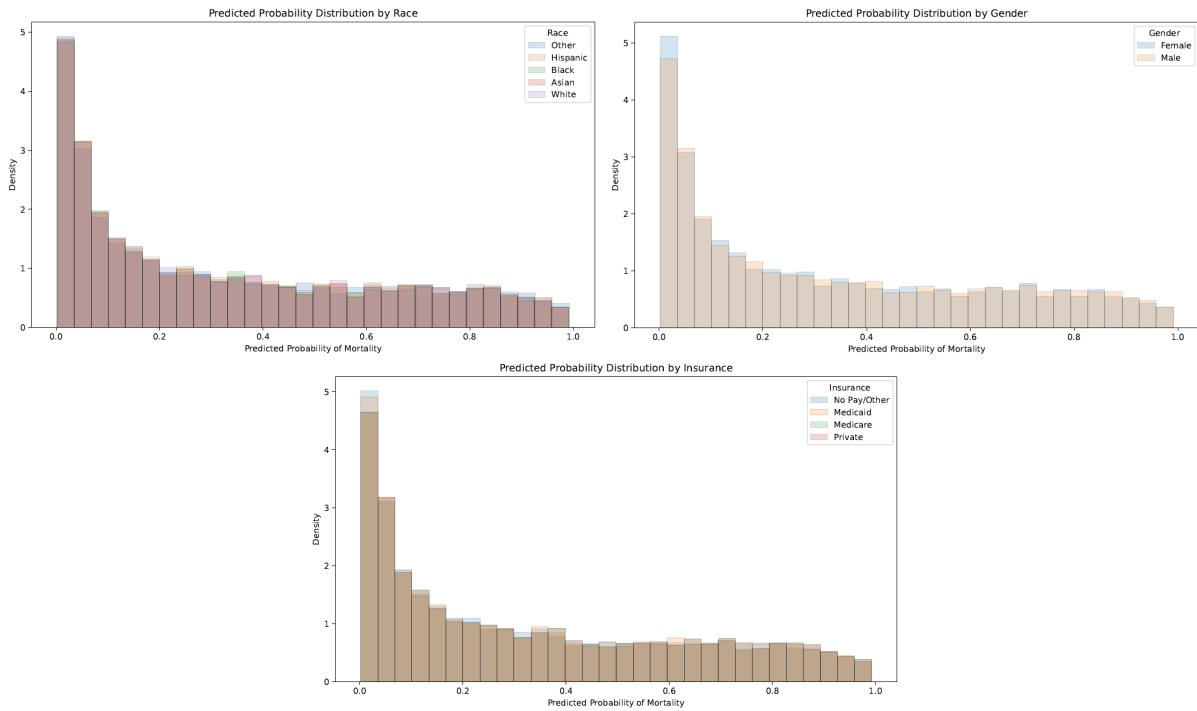 Predicted Probability Distribution by Race
5
4
3
2
1
0
Density
0.0 0.2 0.4 0.6 0.8 1.0
Predicted Probability of Mortality
Race
Other
Hispanic
Black
Asian
White
Predicted Probability Distribution by Gender
5
4
3
2
1
0
Density
0.0 0.2 0.4 0.6 0.8 1.0
Predicted Probability of Mortality
Gender
Female
Male
Predicted Probability Distribution by Insurance
5
4
3
2
1
0
Density
0.0 0.2 0.4 0.6 0.8 1.0
Predicted Probability of Mortality
Insurance
No Pay/Other
Medicaid
Medicare
Private